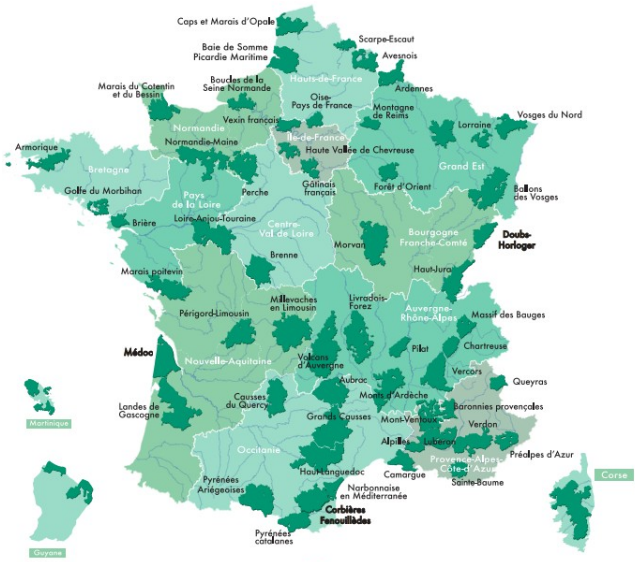 Caps et Marais d'Opale
Scarpe-Escaut
Baie de Somme
Picardie Maritime
Avesnois
Hauts-de-France
Marais du Cotentin
et du Bessin
Boucles de la
Seine Normande
Oise-
Pays de France
Ardennes
Montagne
de Reims
Vosges du Nord
Lorraine
Vexin français
Normandie
Île-de-France
Normandie-Maine
Haute Vallée de Chevreuse
Armorique
Bretagne
Grand Est
Golfe du Morbihan
Perche
Gâtinais
français
Forêt d'Orient
Ballons
des Vosges
Pays
de la Loire
Brière
Loire-Anjou-Touraine
Centre-
Val de Loire
Bourgogne
Franche-Comté
Doubs-
Horloger
Morvan
Brenne
Haut-Jura
Marais poitevin
Millevaches
en Limousin
Livradois-
Forez
Auvergne-
Rhône-Alpes
Périgord-Limousin
Massif des Bauges
Médoc
Nouvelle-Aquitaine
Volcans
d'Auvergne
Pilat
Chartreuse
Vercors
Aubrac
Queyras
Causses
du Quercy
Monts d'Ardèche
Landes de
Gascogne
Grands Causses
Baronnies provençales
Mont-Ventoux
Verdon
Martinique
Occitanie
Alpilles
Luberon
Préalpes d'Azur
Haut-Languedoc
Provence-Alpes-
Côte-d'Azur
Camargue
Sainte-Baume
Corse
Pyrénées
Ariégeoises
Narbonnaise
en Méditerranée
Corbières
Fenouillèdes
Pyrénées
catalanes
Guyane